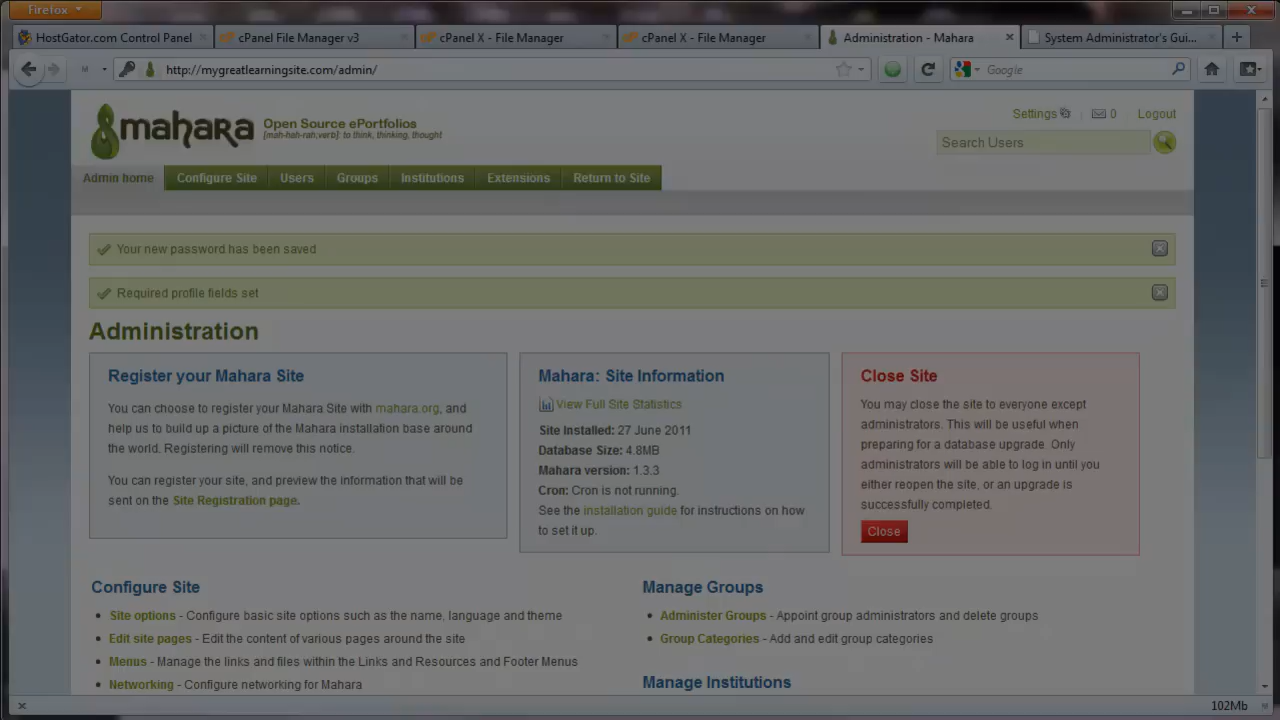 Firefox
HostGator.com Control Panel
cPanel File Manager v3
cPanel X - File Manager
cPanel X - File Manager
Administration - Mahara
System Administrator's Gui...
http://mygreatlearningsite.com/admin/
Google
mahara
Open Source ePortfolios
[mah-hah-rah;verb]: to think, thinking, thought
Settings
0
Logout
Search Users
Admin home
Configure Site
Users
Groups
Institutions
Extensions
Return to Site
Your new password has been saved
Required profile fields set
Administration
Register your Mahara Site
You can choose to register your Mahara Site with mahara.org, and
help us to build up a picture of the Mahara installation base around
the world. Registering will remove this notice.
You can register your site, and preview the information that will be
sent on the Site Registration page.
Mahara: Site Information
View Full Site Statistics
Site Installed: 27 June 2011
Database Size: 4.8MB
Mahara version: 1.3.3
Cron: Cron is not running.
See the installation guide for instructions on how
to set it up.
Close Site
You may close the site to everyone except
administrators. This will be useful when
preparing for a database upgrade. Only
administrators will be able to log in until you
either reopen the site, or an upgrade is
successfully completed.
Close
Configure Site
Site options - Configure basic site options such as the name, language and theme
Edit site pages - Edit the content of various pages around the site
Menus - Manage the links and files within the Links and Resources and Footer Menus
Networking - Configure networking for Mahara
Manage Groups
Administer Groups - Appoint group administrators and delete groups
Group Categories - Add and edit group categories
Manage Institutions
102Mb